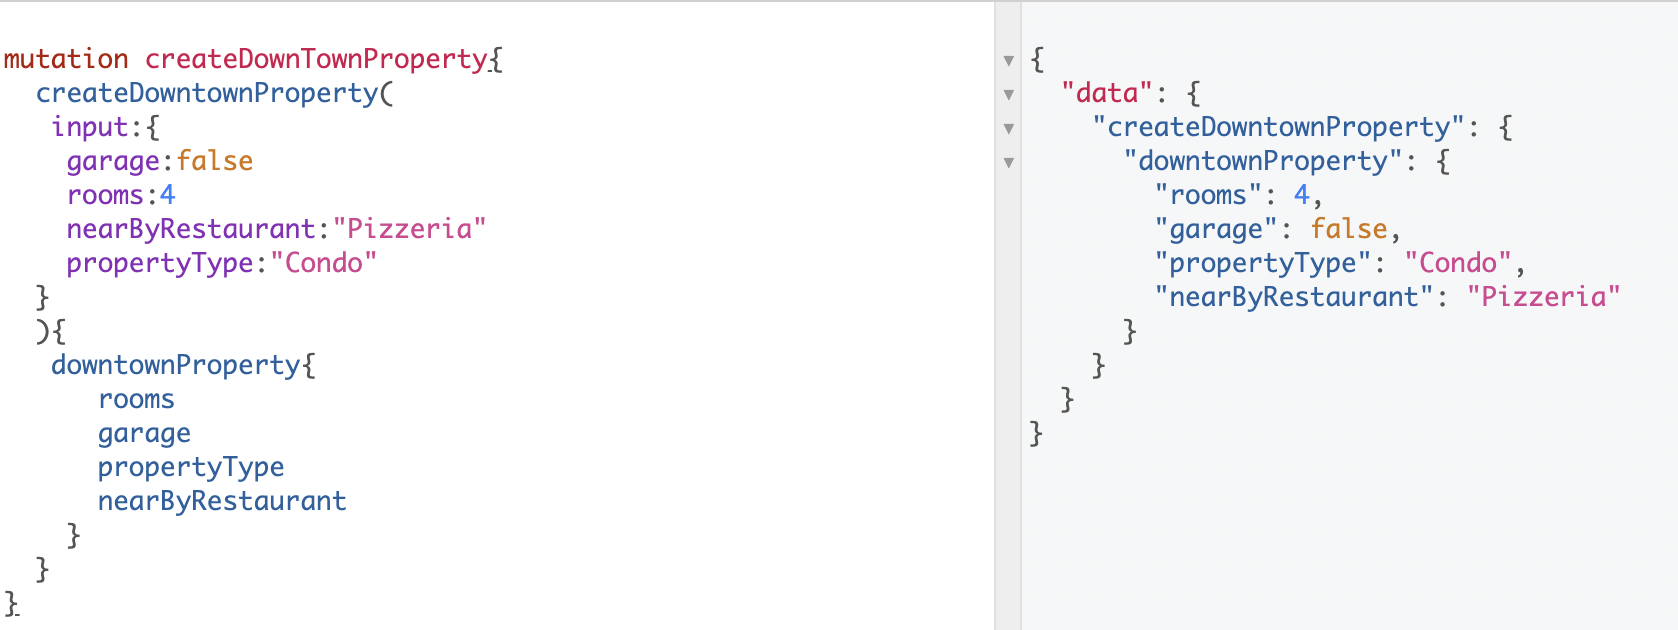 mutation createDownTownProperty{
  createDowntownProperty(
   input:{
    garage:false
    rooms:4
    nearByRestaurant:"Pizzeria"
    propertyType:"Condo"
  }
  ){
   downtownProperty{
      rooms
      garage
      propertyType
      nearByRestaurant
    }
  }
}
{
  "data": {
    "createDowntownProperty": {
      "downtownProperty": {
        "rooms": 4,
        "garage": false,
        "propertyType": "Condo",
        "nearByRestaurant": "Pizzeria"
      }
    }
  }
}